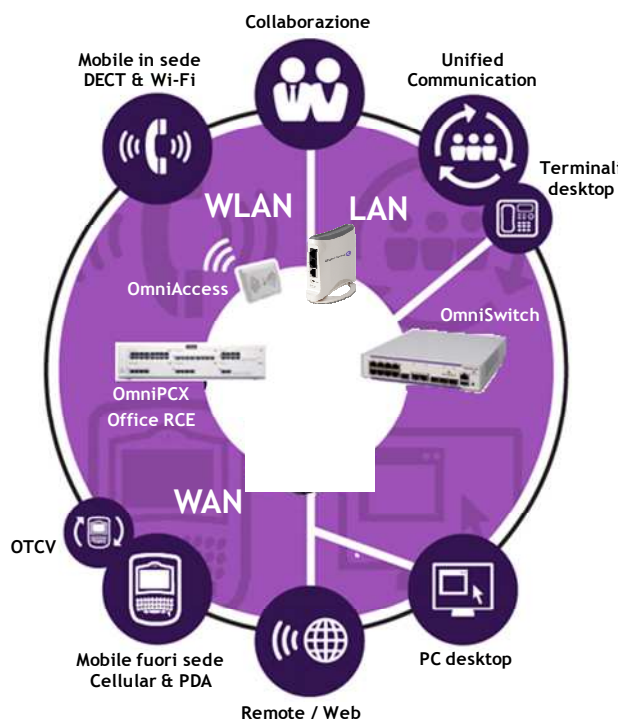 Collaborazione
Mobile in sede
DECT & Wi-Fi
Unified
Communication
Terminali
desktop
WLAN
LAN
OmniAccess
OmniSwitch
OmniPCX
Office RCE
WAN
OTCV
Mobile fuori sede
Cellular & PDA
PC desktop
Remote / Web